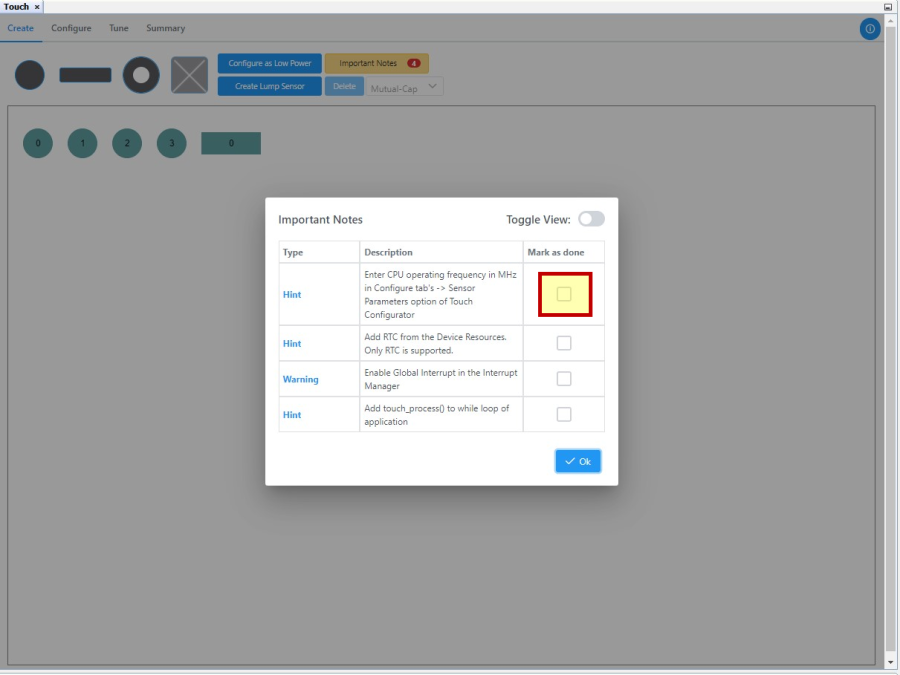 Touch ×
Create Configure Tune Summary
Configure as Low Power
Important Notes 4
Create Lump Sensor
Delete
Mutual-Cap
0 1 2 3 0
Important Notes
Toggle View:
Type Description Mark as done
Hint
Enter CPU operating frequency in MHz
in Configure tab's -> Sensor
Parameters option of Touch
Configurator
Hint
Add RTC from the Device Resources.
Only RTC is supported.
Warning
Enable Global Interrupt in the Interrupt
Manager
Hint
Add touch_process() to while loop of
application
Ok